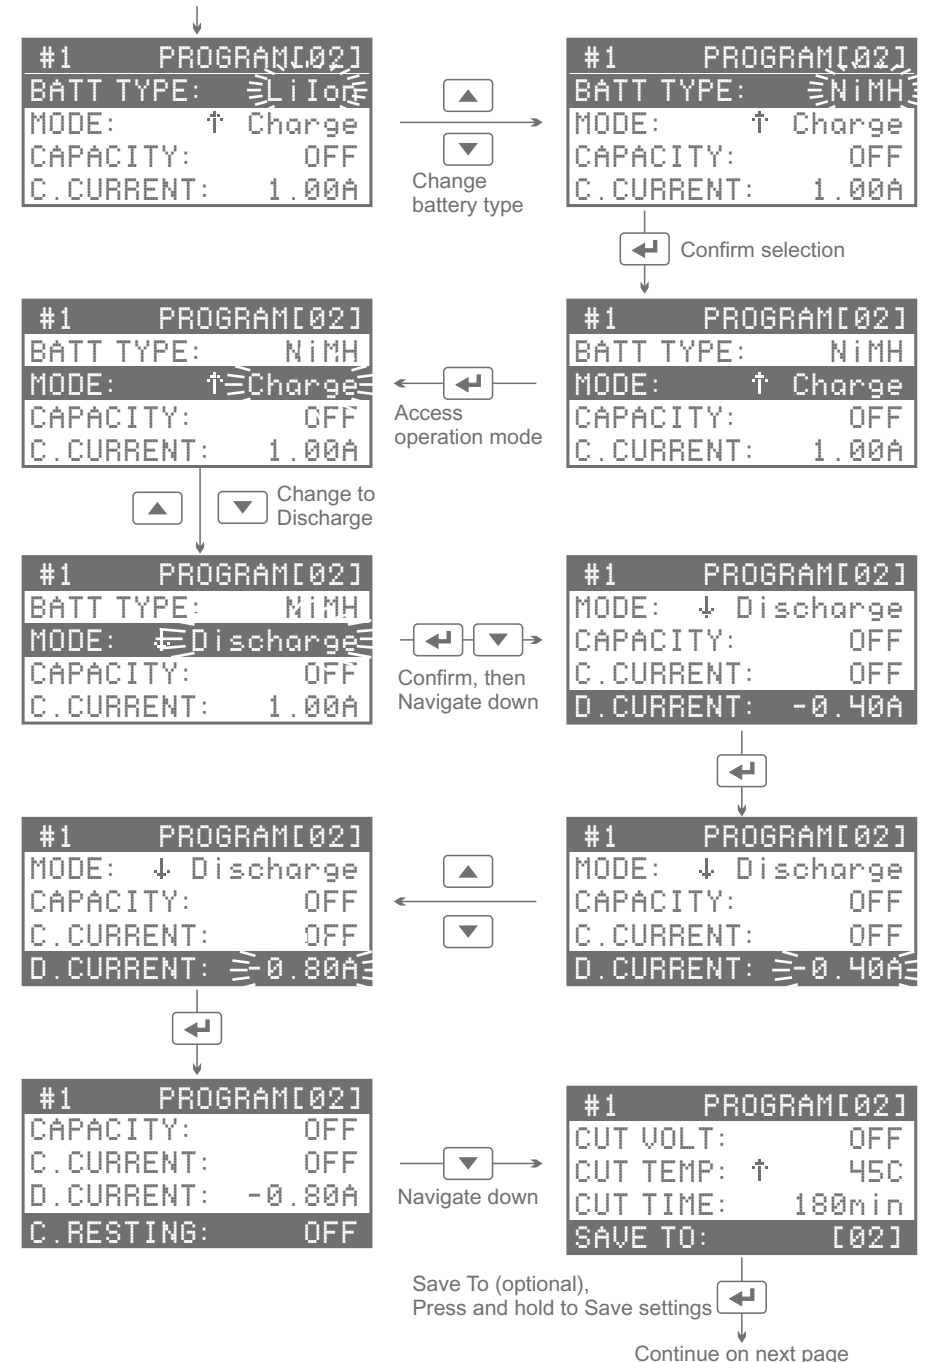 #1 PROGRAM[02]
BATT TYPE: LiIon
MODE: ↑ Charge
CAPACITY: OFF
C.CURRENT: 1.00A
Change
battery type
#1 PROGRAM[02]
BATT TYPE: NiMH
MODE: ↑ Charge
CAPACITY: OFF
C.CURRENT: 1.00A
Confirm selection
#1 PROGRAM[02]
BATT TYPE: NiMH
MODE: ↑ Charge
CAPACITY: OFF
C.CURRENT: 1.00A
Access
operation mode
#1 PROGRAM[02]
BATT TYPE: NiMH
MODE: ↑ Charge
CAPACITY: OFF
C.CURRENT: 1.00A
Change to
Discharge
#1 PROGRAM[02]
BATT TYPE: NiMH
MODE: ↓ Discharge
CAPACITY: OFF
C.CURRENT: 1.00A
Confirm, then
Navigate down
#1 PROGRAM[02]
MODE: ↓ Discharge
CAPACITY: OFF
C.CURRENT: OFF
D.CURRENT: -0.40A
#1 PROGRAM[02]
MODE: ↓ Discharge
CAPACITY: OFF
C.CURRENT: OFF
D.CURRENT: -0.40A
#1 PROGRAM[02]
MODE: ↓ Discharge
CAPACITY: OFF
C.CURRENT: OFF
D.CURRENT: -0.80A
#1 PROGRAM[02]
CAPACITY: OFF
C.CURRENT: OFF
D.CURRENT: -0.80A
C.RESTING: OFF
Navigate down
#1 PROGRAM[02]
CUT VOLT: OFF
CUT TEMP: ↑ 45C
CUT TIME: 180min
SAVE TO: [02]
Save To (optional),
Press and hold to Save settings
Continue on next page